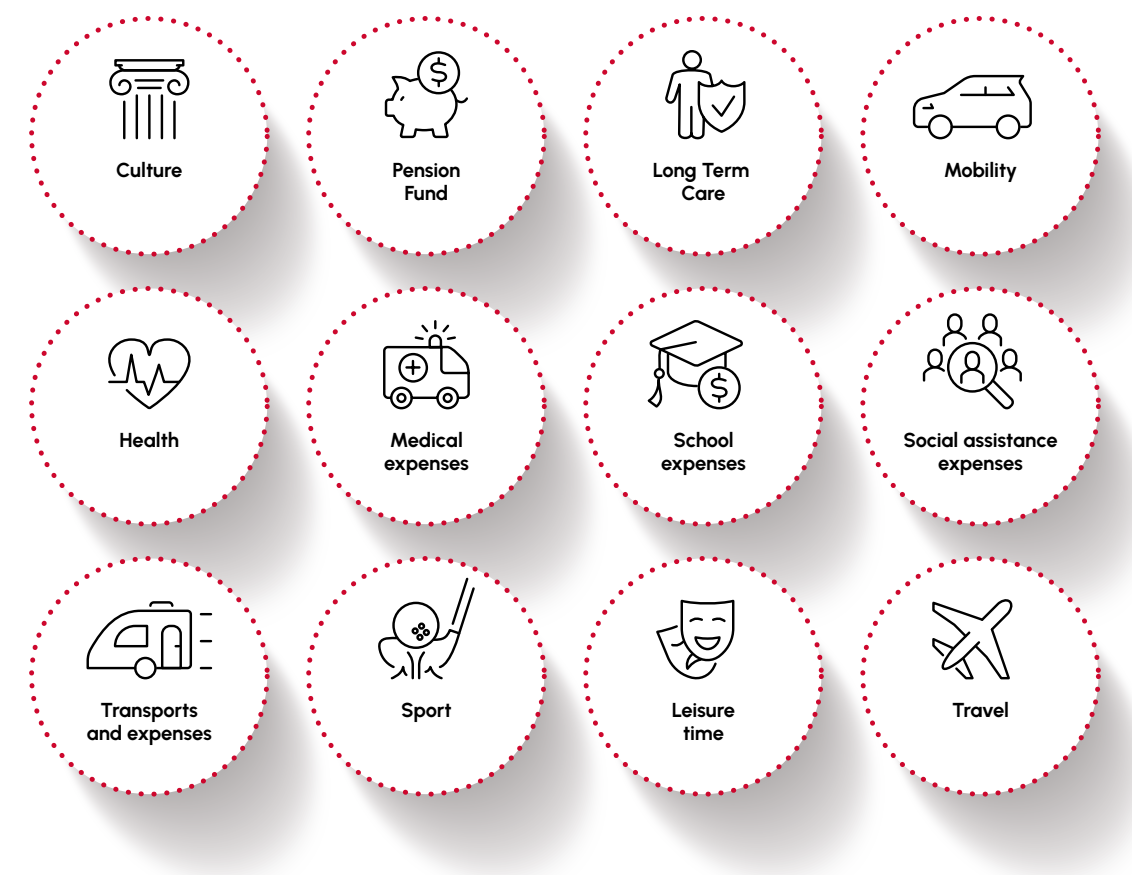 Culture
Pension
Fund
Long Term
Care
Mobility
Health
Medical
expenses
School
expenses
Social assistance
expenses
Transports
and expenses
Sport
Leisure
time
Travel